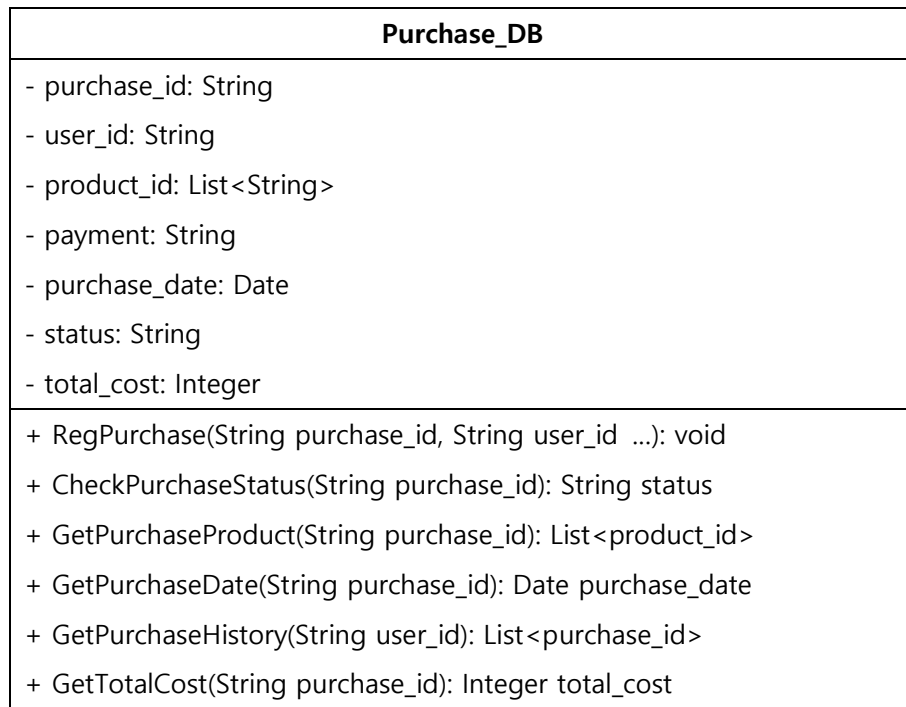 Purchase_DB
- purchase_id: String
- user_id: String
- product_id: List<String>
- payment: String
- purchase_date: Date
- status: String
- total_cost: Integer
+ RegPurchase(String purchase_id, String user_id ...): void
+ CheckPurchaseStatus(String purchase_id): String status
+ GetPurchaseProduct(String purchase_id): List<product_id>
+ GetPurchaseDate(String purchase_id): Date purchase_date
+ GetPurchaseHistory(String user_id): List<purchase_id>
+ GetTotalCost(String purchase_id): Integer total_cost